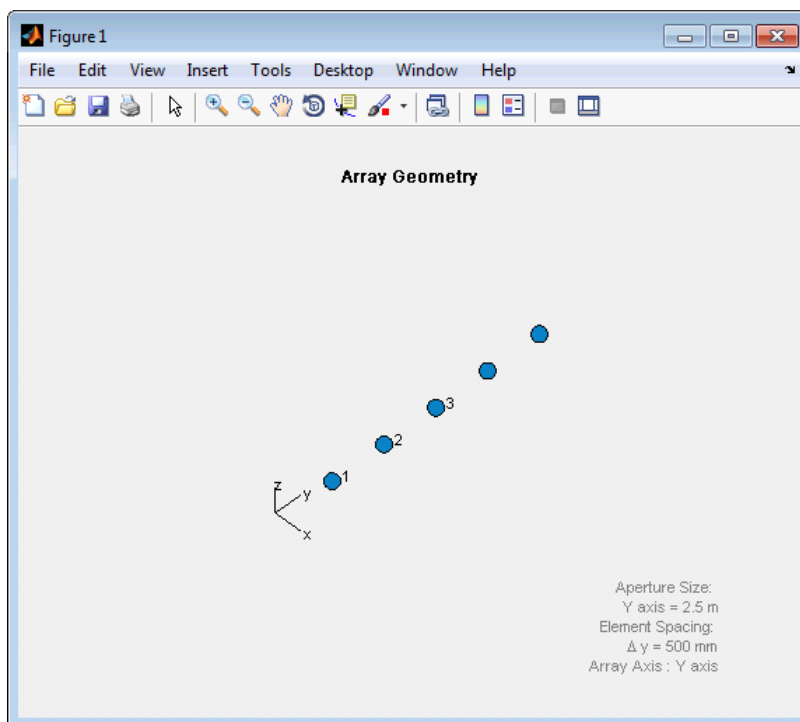 Figure 1
File Edit View Insert Tools Desktop Window Help
Array Geometry
3
2
1
z
y
x
Aperture Size:
Y axis = 2.5 m
Element Spacing:
Δ y = 500 mm
Array Axis : Y axis